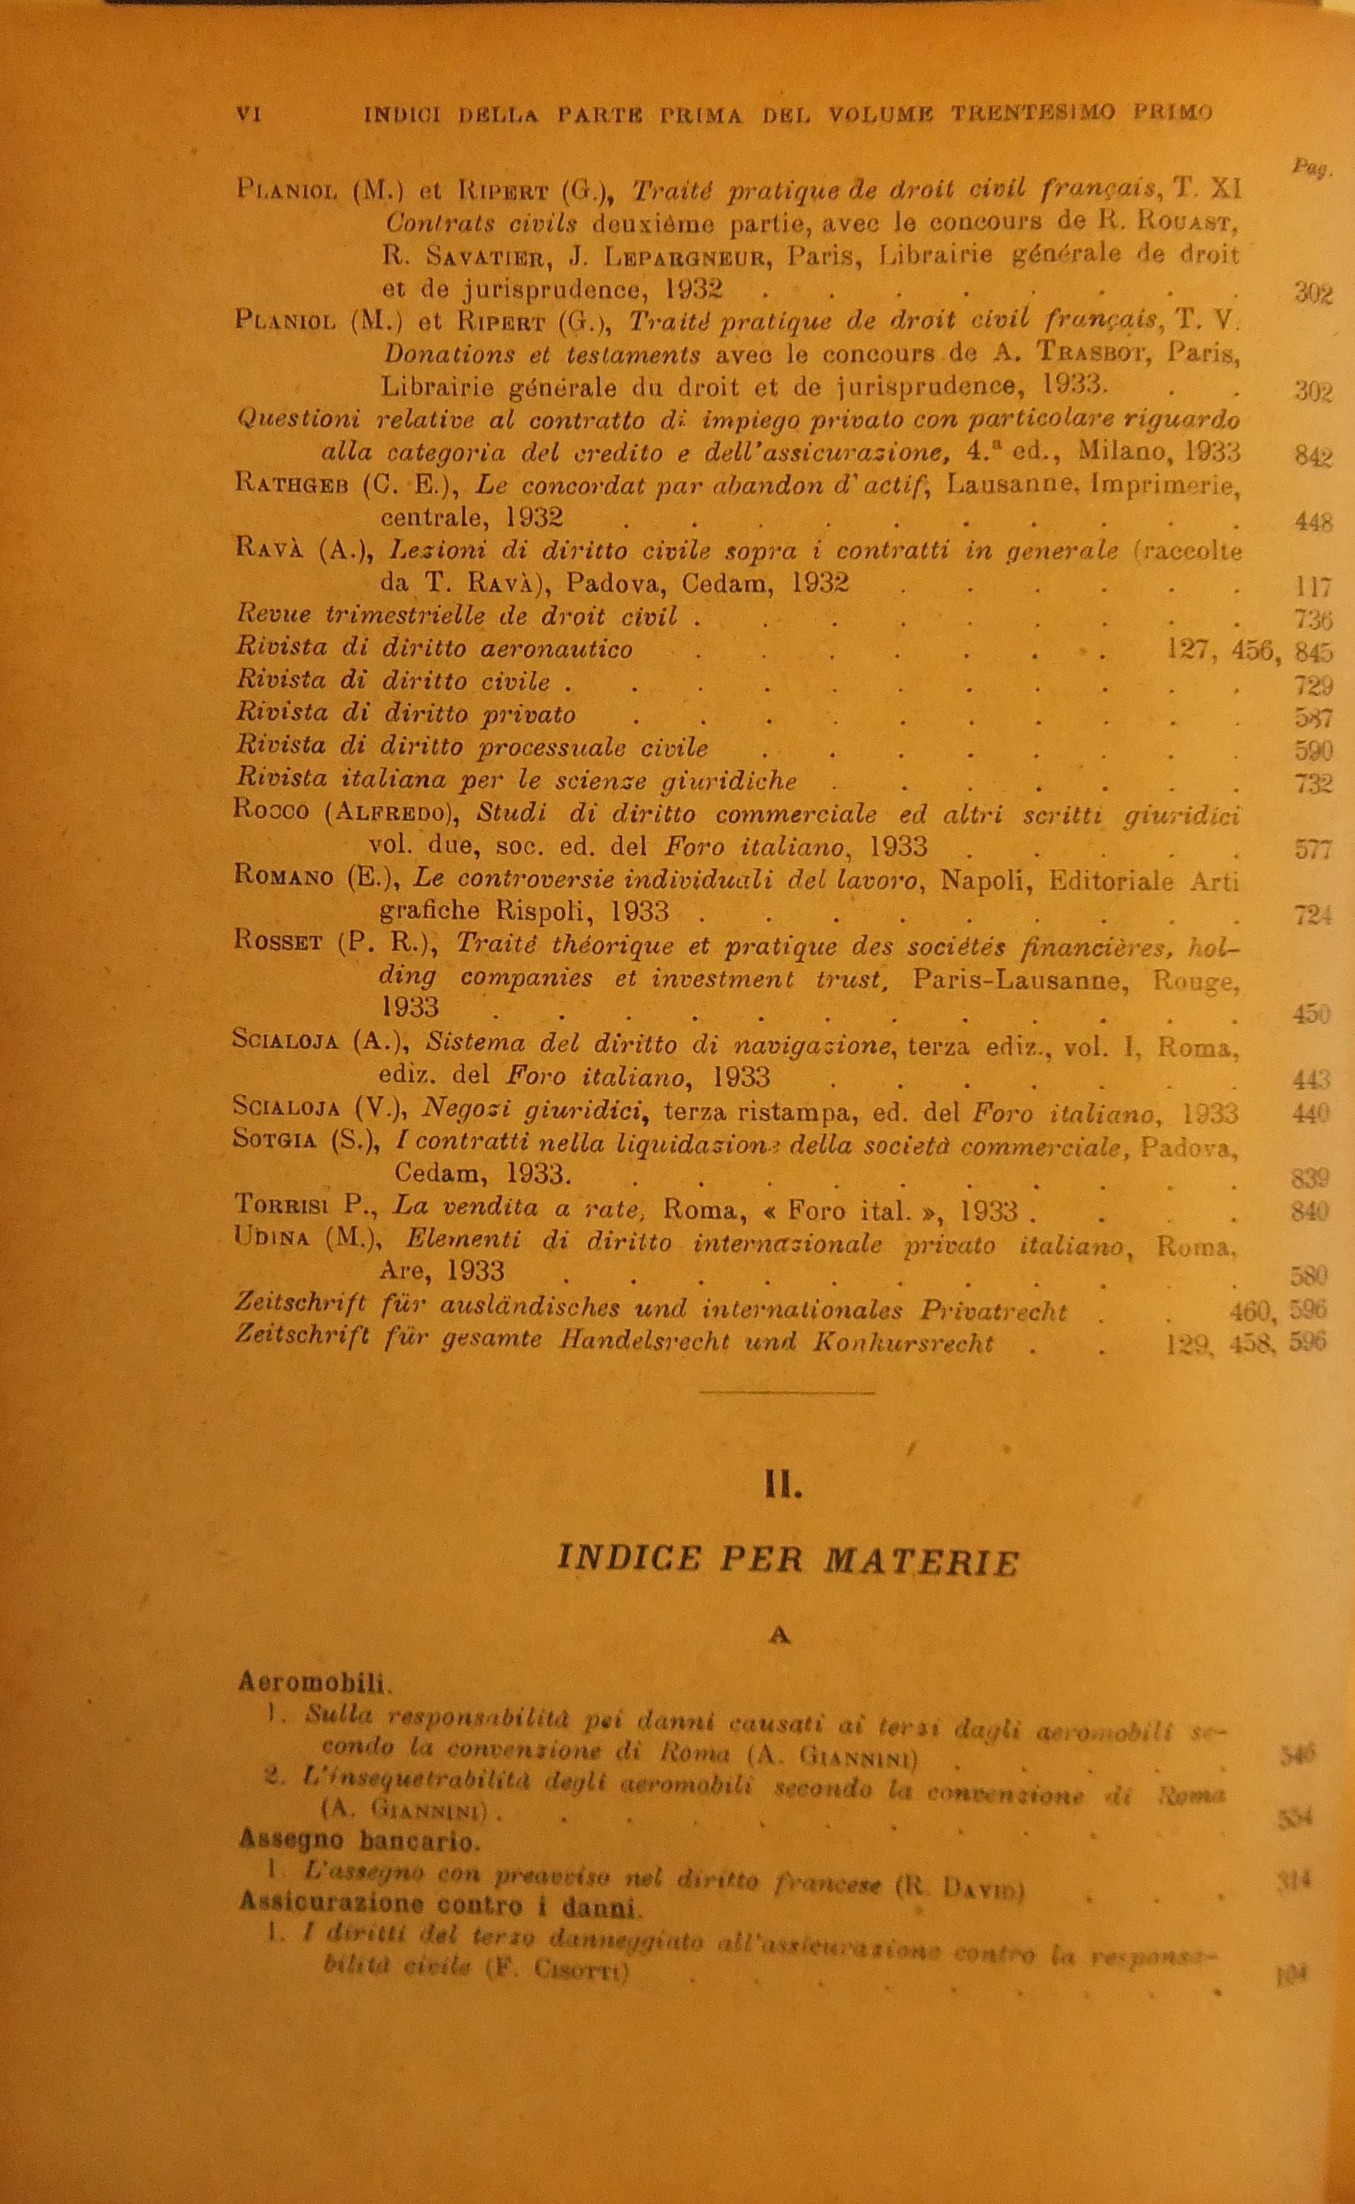 VI INDICI DELLA PARTE PRIMA DEL VOLUME TRENTESIMO PRIMO
Pag.
PLANIOL (M.) et RIPERT (G.), Traité pratique de droit civil français, T. XI
Contrats civils deuxième partie, avec le concours de R. ROUAST,
R. SAVATIER, J. LEPARGNEUR, Paris, Librairie générale de droit
et de jurisprudence, 1932 . . . . . . . . 302
PLANIOL (M.) et RIPERT (G.), Traité pratique de droit civil français, T. V.
Donations et testaments avec le concours de A. TRASBOT, Paris,
Librairie générale du droit et de jurisprudence, 1933. . . 302
Questioni relative al contratto di impiego privato con particolare riguardo
alla categoria del credito e dell'assicurazione, 4.ª ed., Milano, 1933 842
RATHGEB (C. E.), Le concordat par abandon d'actif, Lausanne, Imprimerie,
centrale, 1932 . . . . . . . . . . 448
RAVÀ (A.), Lezioni di diritto civile sopra i contratti in generale (raccolte
da T. RAVÀ), Padova, Cedam, 1932 . . . . . . 117
Revue trimestrielle de droit civil . . . . . . . . . 736
Rivista di diritto aeronautico . . . . . . . 127, 456, 845
Rivista di diritto civile . . . . . . . . . . . 729
Rivista di diritto privato . . . . . . . . . . 587
Rivista di diritto processuale civile . . . . . . . . 590
Rivista italiana per le scienze giuridiche . . . . . . . 732
ROCCO (ALFREDO), Studi di diritto commerciale ed altri scritti giuridici
vol. due, soc. ed. del Foro italiano, 1933 . . . . . 577
ROMANO (E.), Le controversie individuali del lavoro, Napoli, Editoriale Arti
grafiche Rispoli, 1933 . . . . . . . . . 724
ROSSET (P. R.), Traité théorique et pratique des sociétés financières, hol-
ding companies et investment trust, Paris-Lausanne, Rouge,
1933 . . . . . . . . . . . . 450
SCIALOJA (A.), Sistema del diritto di navigazione, terza ediz., vol. I, Roma,
ediz. del Foro italiano, 1933 . . . . . . . 443
SCIALOJA (V.), Negozi giuridici, terza ristampa, ed. del Foro italiano, 1933 440
SOTGIA (S.), I contratti nella liquidazione della società commerciale, Padova,
Cedam, 1933. . . . . . . . . . . 839
TORRISI P., La vendita a rate, Roma, « Foro ital. », 1933 . . . . 840
UDINA (M.), Elementi di diritto internazionale privato italiano, Roma,
Are, 1933 . . . . . . . . . . . 580
Zeitschrift für ausländisches und internationales Privatrecht . . 460, 596
Zeitschrift für gesamte Handelsrecht und Konkursrecht . . 129, 458, 596
II.
INDICE PER MATERIE
A
Aeromobili.
1. Sulla responsabilità pei danni causati ai terzi dagli aeromobili se-
condo la convenzione di Roma (A. GIANNINI) . . . . . 546
2. L'insequetrabilità degli aeromobili secondo la convenzione di Roma
(A. GIANNINI) . . . . . . . . . . . 554
Assegno bancario.
1 L'assegno con preavviso nel diritto francese (R. DAVID) . . . 314
Assicurazione contro i danni.
1. I diritti del terzo danneggiato all'assicurazione contro la responsa-
bilità civile (F. CISOTTI) . . . . . . . . . 104